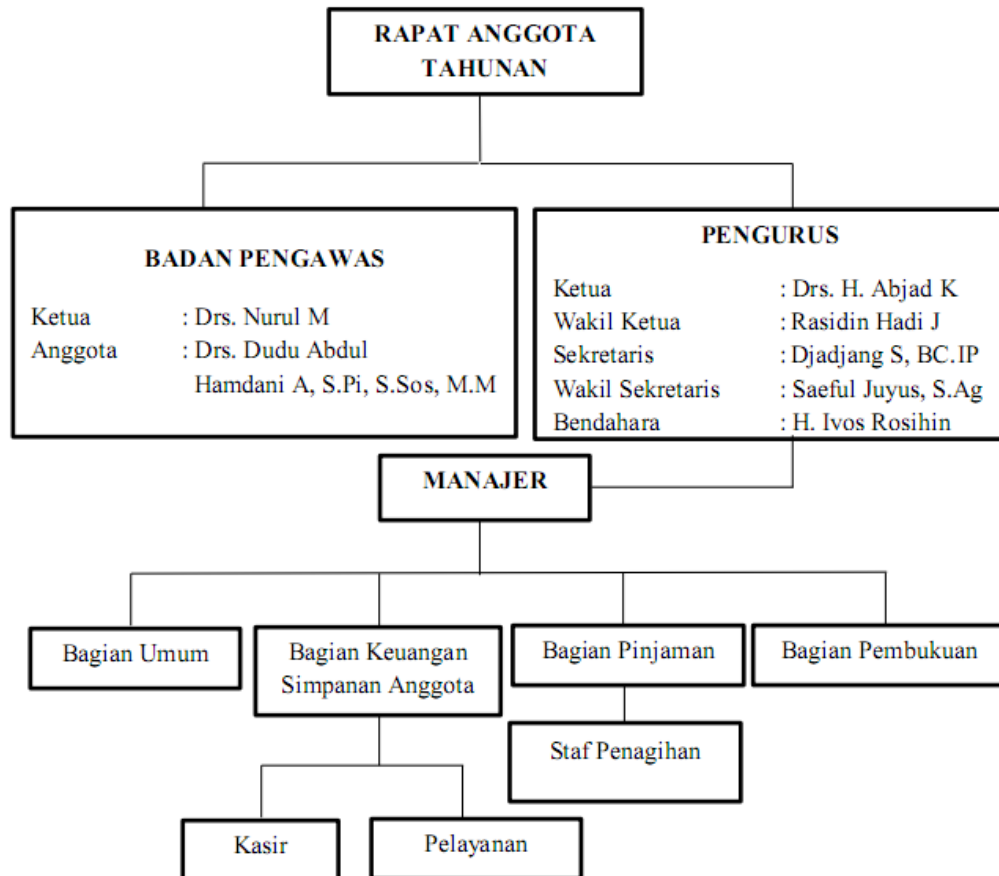 RAPAT ANGGOTA
TAHUNAN
BADAN PENGAWAS
Ketua : Drs. Nurul M
Anggota : Drs. Dudu Abdul
Hamdani A, S.Pi, S.Sos, M.M
PENGURUS
Ketua : Drs. H. Abjad K
Wakil Ketua : Rasidin Hadi J
Sekretaris : Djadjang S, BC.IP
Wakil Sekretaris : Saeful Juyus, S.Ag
Bendahara : H. Ivos Rosihin
MANAJER
Bagian Umum
Bagian Keuangan
Simpanan Anggota
Bagian Pinjaman
Bagian Pembukuan
Staf Penagihan
Kasir
Pelayanan